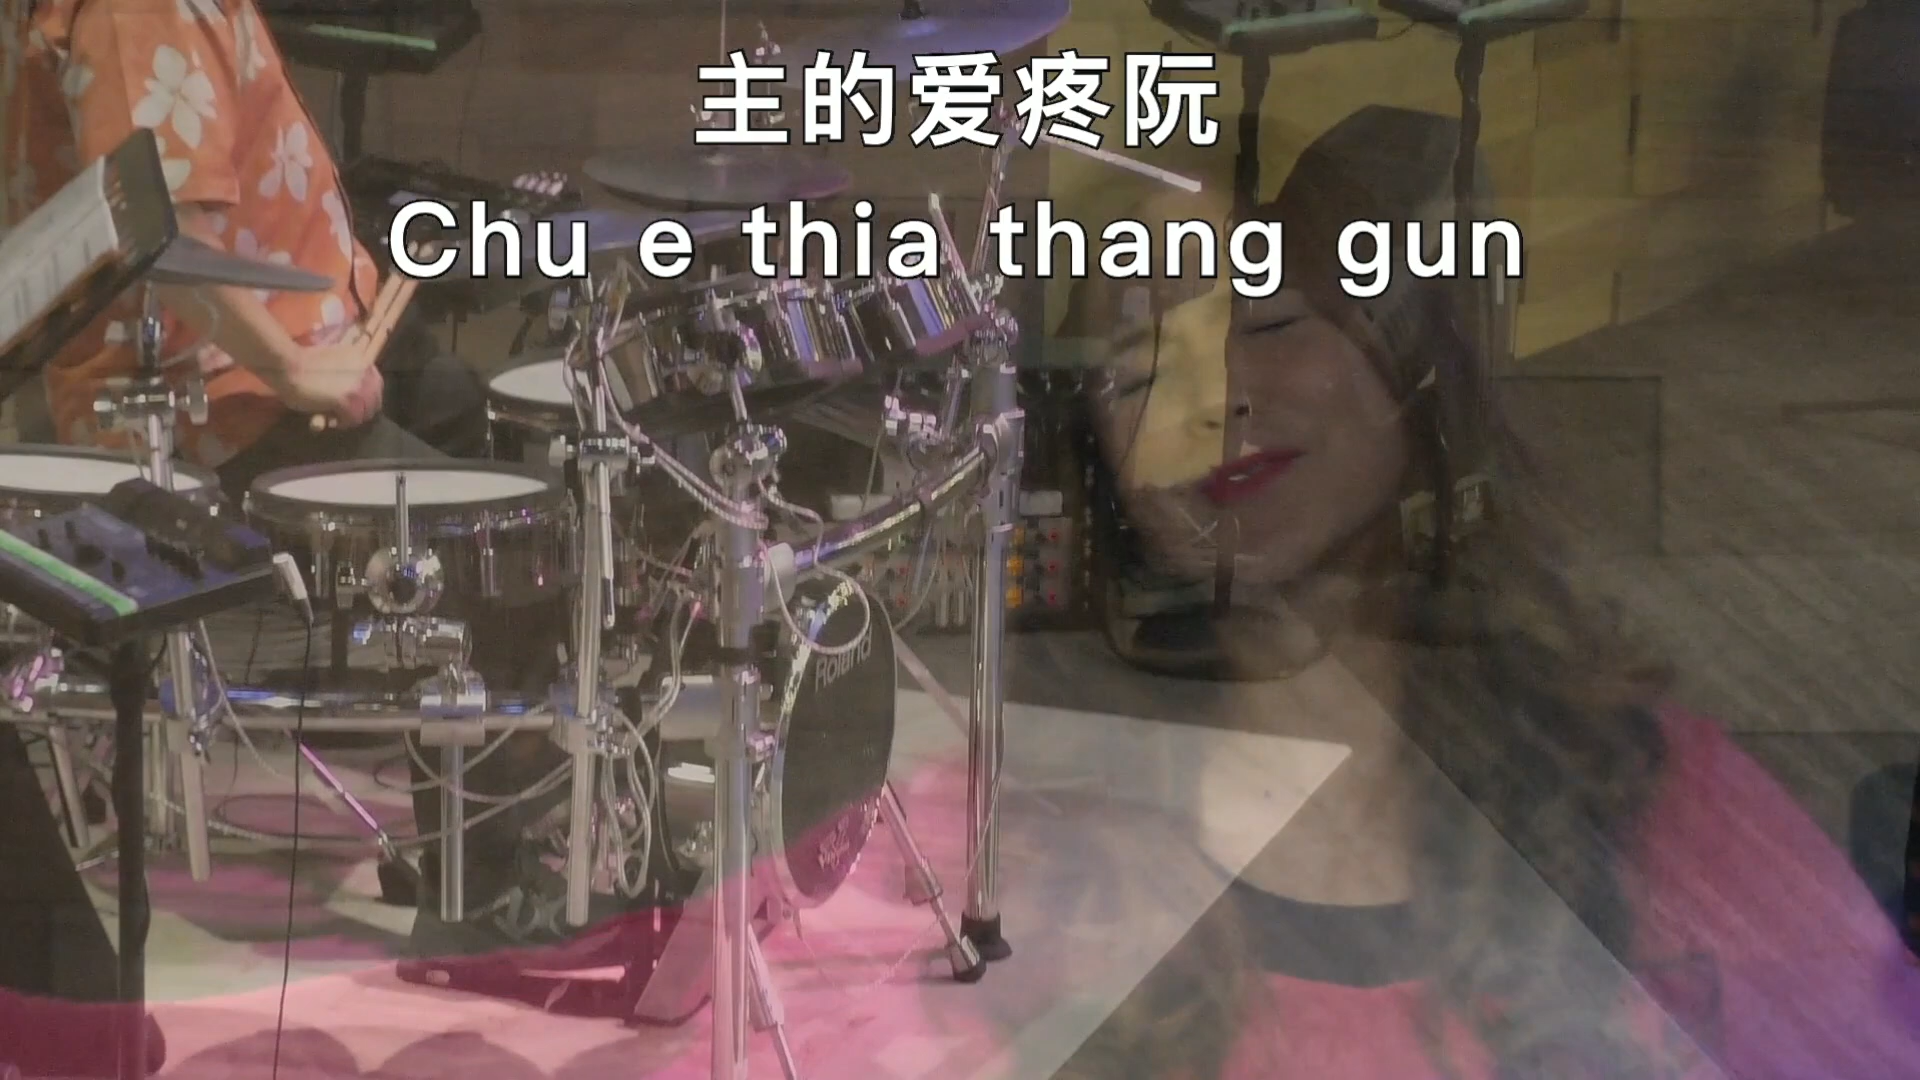 主的爱疼阮
Chu e thia thang gun
Roland